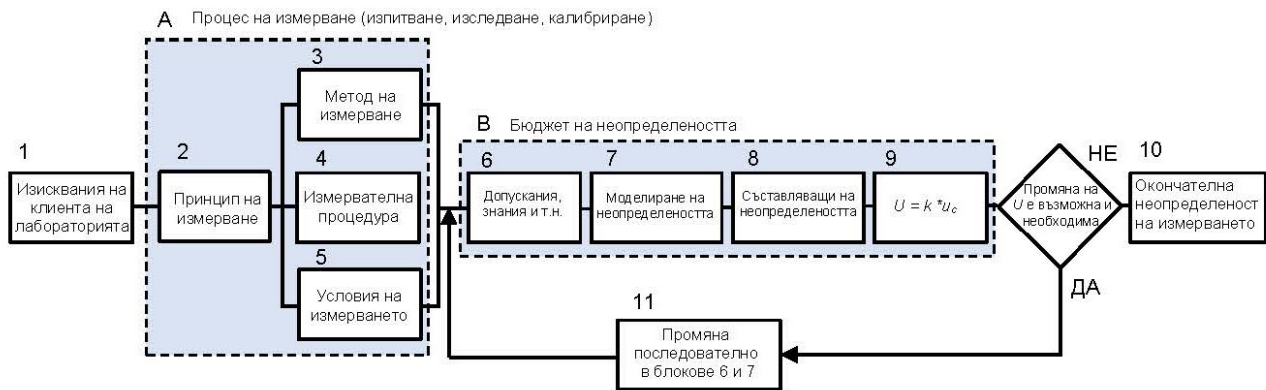 A Процес на измерване (изпитване, изследване, калибриране)
1
Изисквания на
клиента на
лабораторията
2
Принцип на
измерване
3
Метод на
измерване
4
Измервателна
процедура
5
Условия на
измерването
B Бюджет на неопределеността
6
Допускания,
знания и т.н.
7
Моделиране на
неопределеността
8
Съставляващи на
неопределеността
9
U = k *uc
Промяна на
U е възможна и
необходима
НЕ
ДА
10
Окончателна
неопределеност
на измерването
11
Промяна
последователно
в блокове 6 и 7